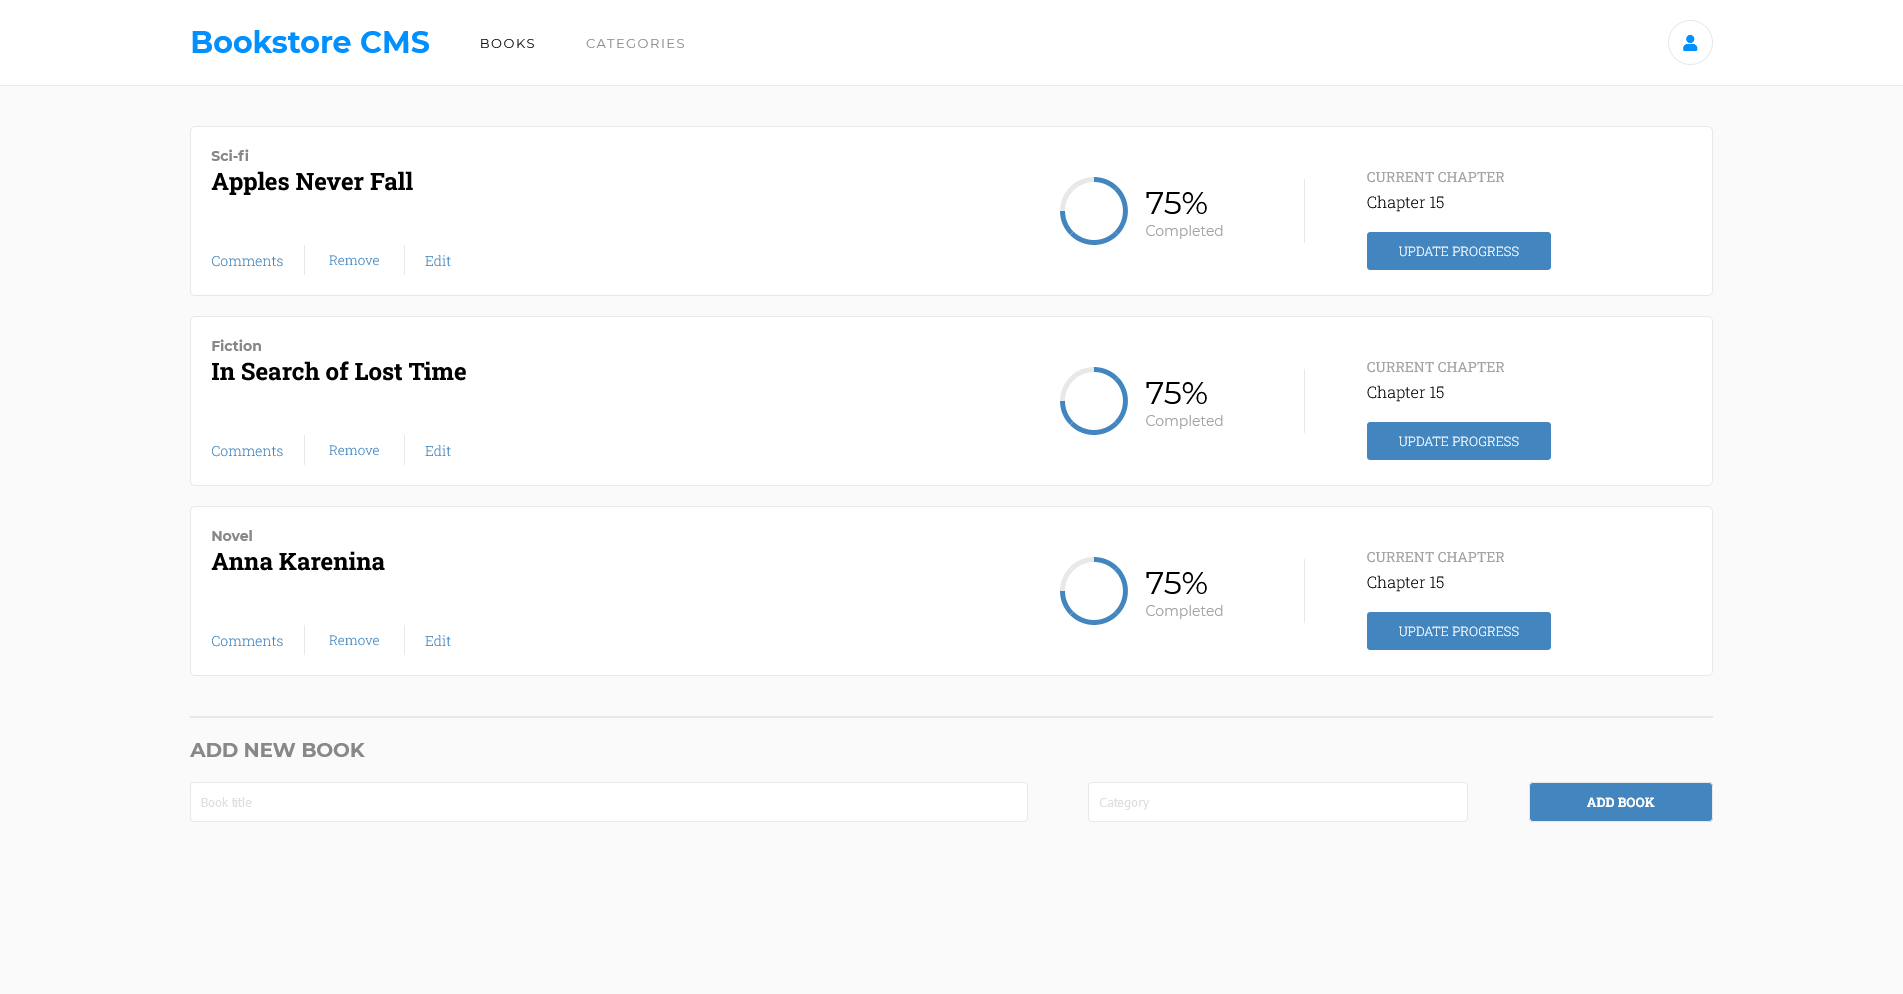 Bookstore CMS
BOOKS
CATEGORIES
Sci-fi
Apples Never Fall
Comments
Remove
Edit
75%
Completed
CURRENT CHAPTER
Chapter 15
UPDATE PROGRESS
Fiction
In Search of Lost Time
Comments
Remove
Edit
75%
Completed
CURRENT CHAPTER
Chapter 15
UPDATE PROGRESS
Novel
Anna Karenina
Comments
Remove
Edit
75%
Completed
CURRENT CHAPTER
Chapter 15
UPDATE PROGRESS
ADD NEW BOOK
Book title
Category
ADD BOOK